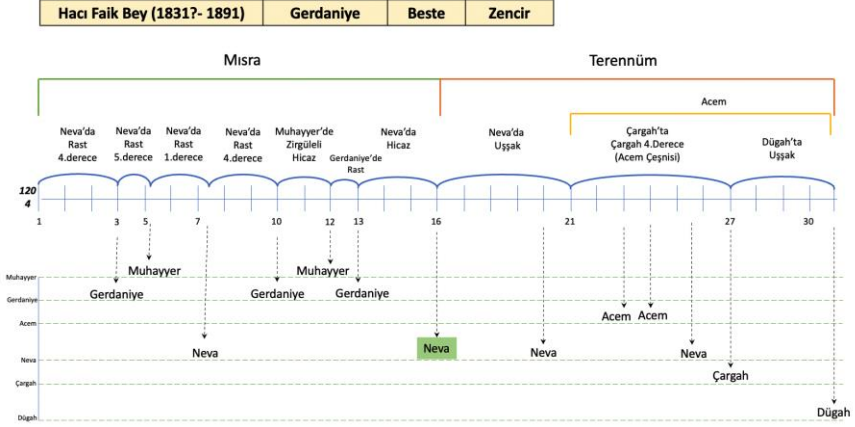 Hacı Faik Bey (1831?- 1891) Gerdaniye Beste Zencir
Mısra Terennüm
Acem
Neva'da
Rast
4.derece
Neva'da
Rast
5.derece
Neva'da
Rast
1.derece
Neva'da
Rast
4.derece
Muhayyer'de
Zirgüleli
Hicaz
Gerdaniye'de
Rast
Neva'da
Hicaz
Neva'da
Uşşak
Çargah'ta
Çargah 4.Derece
(Acem Çeşnisi)
Dügah'ta
Uşşak
120
4
1 3 5 7 10 12 13 16 21 27 30
Muhayyer Muhayyer
Muhayyer
Gerdaniye Gerdaniye Gerdaniye
Gerdaniye
Acem Acem
Acem
Neva Neva Neva Neva
Neva
Çargah
Çargah
Dügah
Dügah